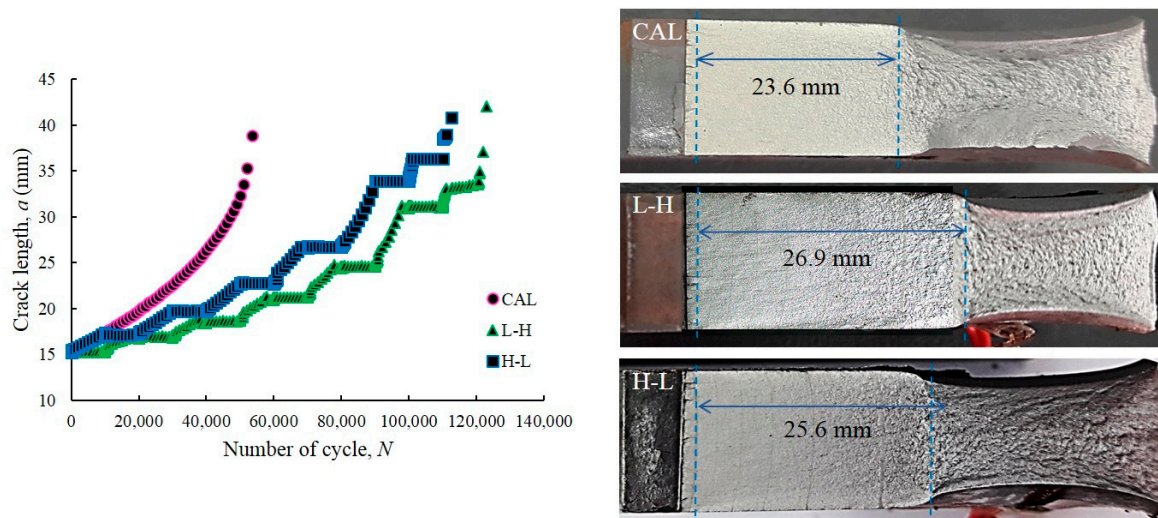 45
40
35
30
25
20
15
10
Crack length, a (mm)
0
20,000
40,000
60,000
80,000
100,000
120,000
140,000
Number of cycle, N
CAL
L-H
H-L
CAL
23.6 mm
L-H
26.9 mm
H-L
25.6 mm